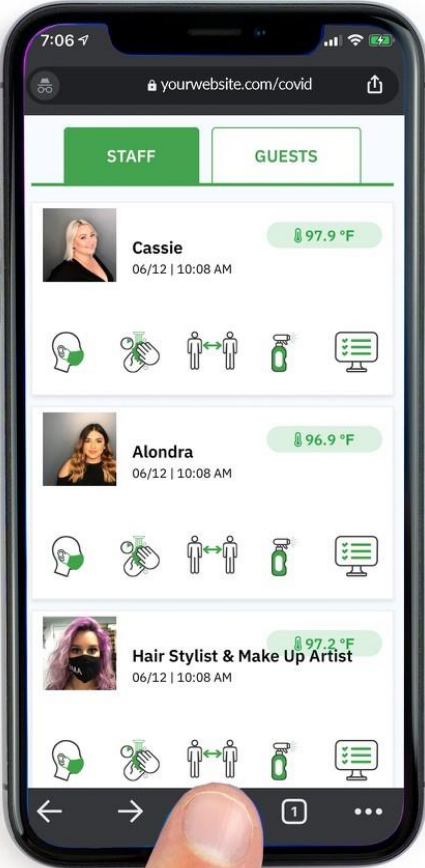 7:06
yourwebsite.com/covid
STAFF
GUESTS
97.9 °F
Cassie
06/12 | 10:08 AM
96.9 °F
Alondra
06/12 | 10:08 AM
97.2 °F
Hair Stylist & Make Up Artist
06/12 | 10:08 AM
1